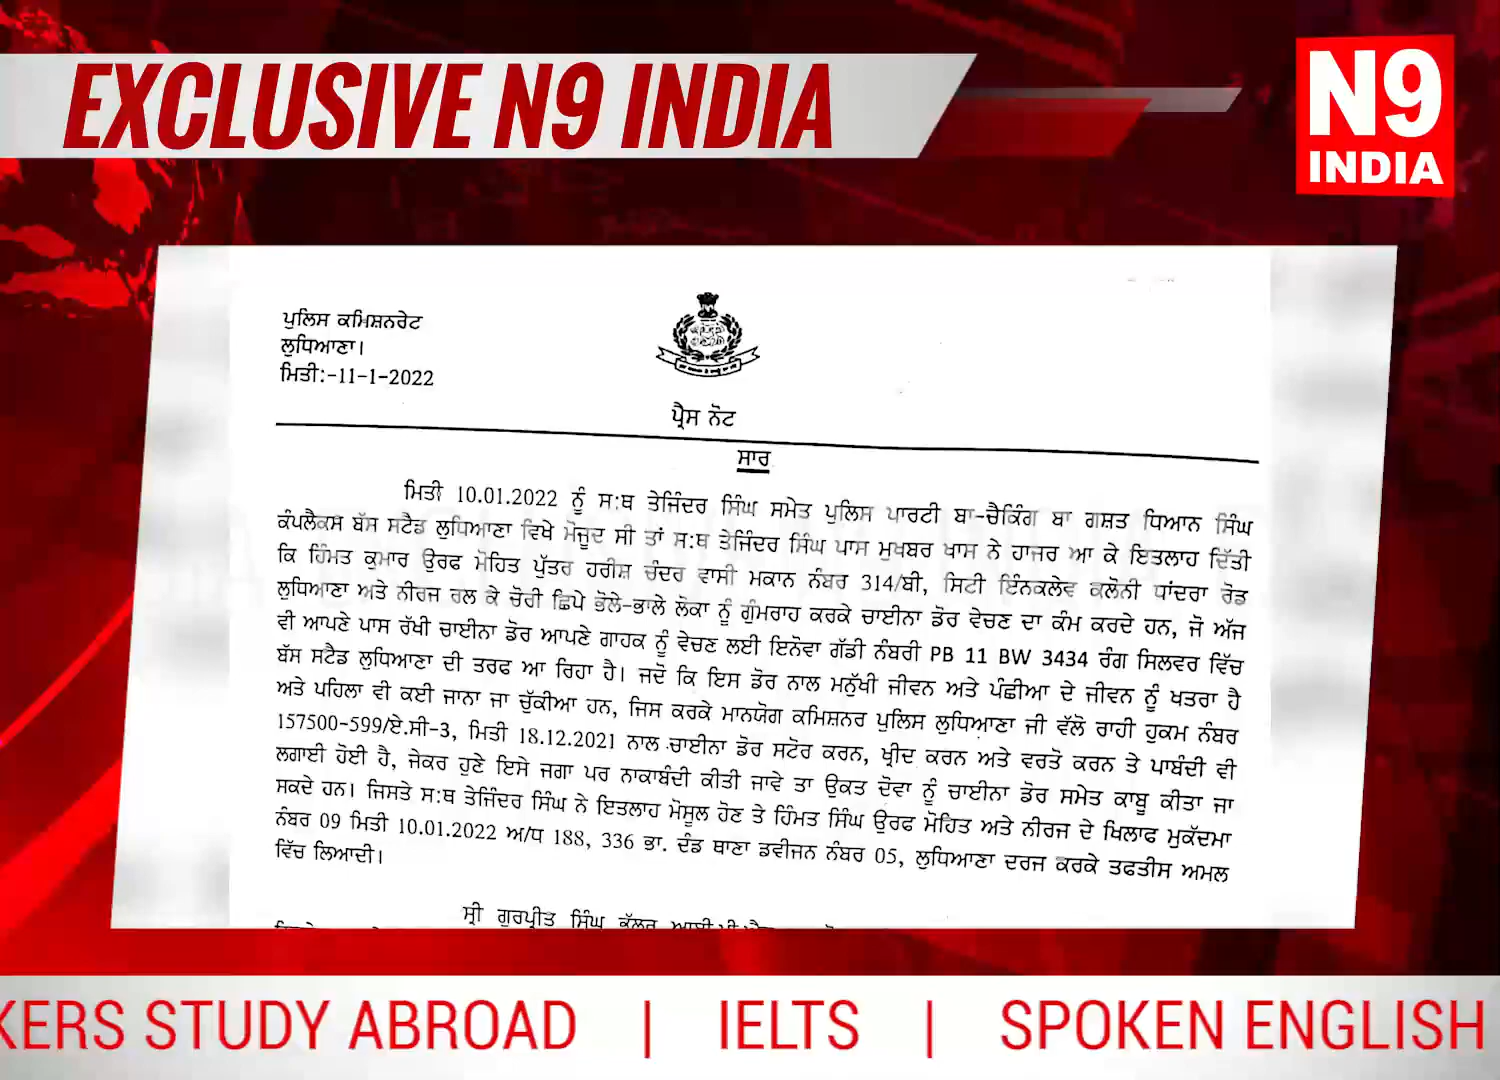 EXCLUSIVE N9 INDIA
N9
INDIA
ਪੁਲਿਸ ਕਮਿਸ਼ਨਰੇਟ
ਲੁਧਿਆਣਾ।
ਮਿਤੀ:-11-1-2022
ਪ੍ਰੈਸ ਨੋਟ
ਸਾਰ
ਮਿਤੀ 10.01.2022 ਨੂੰ ਸ:ਥ ਤੇਜਿੰਦਰ ਸਿੰਘ ਸਮੇਤ ਪੁਲਿਸ ਪਾਰਟੀ ਬਾ-ਚੈਕਿੰਗ ਬਾ ਗਸ਼ਤ ਧਿਆਨ ਸਿੰਘ
ਕੰਪਲੈਕਸ ਬੱਸ ਸਟੈਡ ਲੁਧਿਆਣਾ ਵਿਖੇ ਮੌਜੂਦ ਸੀ ਤਾਂ ਸ:ਥ ਤੇਜਿੰਦਰ ਸਿੰਘ ਪਾਸ ਮੁਖਬਰ ਖਾਸ ਨੇ ਹਾਜਰ ਆ ਕੇ ਇਤਲਾਹ ਦਿੱਤੀ
ਕਿ ਹਿੰਮਤ ਕੁਮਾਰ ਉਰਫ ਮੋਹਿਤ ਪੁੱਤਰ ਹਰੀਸ਼ ਚੰਦਰ ਵਾਸੀ ਮਕਾਨ ਨੰਬਰ 314/ਬੀ, ਸਿਟੀ ਇੰਨਕਲੇਵ ਕਲੋਨੀ ਧਾਂਦਰਾ ਰੋਡ
ਲੁਧਿਆਣਾ ਅਤੇ ਨੀਰਜ ਰਲ ਕੇ ਚੋਰੀ ਛਿਪੇ ਭੋਲੇ-ਭਾਲੇ ਲੋਕਾ ਨੂੰ ਗੁੰਮਰਾਹ ਕਰਕੇ ਚਾਈਨਾ ਡੋਰ ਵੇਚਣ ਦਾ ਕੰਮ ਕਰਦੇ ਹਨ, ਜੋ ਅੱਜ
ਵੀ ਆਪਣੇ ਪਾਸ ਰੱਖੀ ਚਾਈਨਾ ਡੋਰ ਆਪਣੇ ਗਾਹਕ ਨੂੰ ਵੇਚਣ ਲਈ ਇਨੋਵਾ ਗੱਡੀ ਨੰਬਰੀ PB 11 BW 3434 ਰੰਗ ਸਿਲਵਰ ਵਿੱਚ
ਬੱਸ ਸਟੈਡ ਲੁਧਿਆਣਾ ਦੀ ਤਰਫ ਆ ਰਿਹਾ ਹੈ। ਜਦੋ ਕਿ ਇਸ ਡੋਰ ਨਾਲ ਮਨੁੱਖੀ ਜੀਵਨ ਅਤੇ ਪੰਛੀਆ ਦੇ ਜੀਵਨ ਨੂੰ ਖਤਰਾ ਹੈ
ਅਤੇ ਪਹਿਲਾ ਵੀ ਕਈ ਜਾਨਾ ਜਾ ਚੁੱਕੀਆ ਹਨ, ਜਿਸ ਕਰਕੇ ਮਾਨਯੋਗ ਕਮਿਸ਼ਨਰ ਪੁਲਿਸ ਲੁਧਿਆਣਾ ਜੀ ਵੱਲੋ ਰਾਹੀ ਹੁਕਮ ਨੰਬਰ
157500-599/ਏ.ਸੀ-3, ਮਿਤੀ 18.12.2021 ਨਾਲ ਚਾਈਨਾ ਡੋਰ ਸਟੋਰ ਕਰਨ, ਖ੍ਰੀਦ ਕਰਨ ਅਤੇ ਵਰਤੋ ਕਰਨ ਤੇ ਪਾਬੰਦੀ ਵੀ
ਲਗਾਈ ਹੋਈ ਹੈ, ਜੇਕਰ ਹੁਣੇ ਇਸੇ ਜਗਾ ਪਰ ਨਾਕਾਬੰਦੀ ਕੀਤੀ ਜਾਵੇ ਤਾ ਉਕਤ ਦੋਵਾ ਨੂੰ ਚਾਈਨਾ ਡੋਰ ਸਮੇਤ ਕਾਬੂ ਕੀਤਾ ਜਾ
ਸਕਦੇ ਹਨ। ਜਿਸਤੇ ਸ:ਥ ਤੇਜਿੰਦਰ ਸਿੰਘ ਨੇ ਇਤਲਾਹ ਮੋਸੂਲ ਹੋਣ ਤੇ ਹਿੰਮਤ ਸਿੰਘ ਉਰਫ ਮੋਹਿਤ ਅਤੇ ਨੀਰਜ ਦੇ ਖਿਲਾਫ ਮੁਕੱਦਮਾ
ਨੰਬਰ 09 ਮਿਤੀ 10.01.2022 ਅ/ਧ 188, 336 ਭਾ. ਦੰਡ ਥਾਣਾ ਡਵੀਜਨ ਨੰਬਰ 05, ਲੁਧਿਆਣਾ ਦਰਜ ਕਰਕੇ ਤਫਤੀਸ ਅਮਲ
ਵਿੱਚ ਲਿਆਦੀ।
ਸ੍ਰੀ ਗੁਰਪ੍ਰੀਤ ਸਿੰਘ
KERS STUDY ABROAD | IELTS | SPOKEN ENGLISH